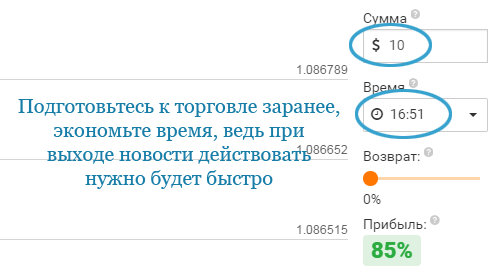 Сумма ?
$ 10
1.086789
Время ?
Подготовьтесь к торговле заранее,
экономьте время, ведь при
выходе новости действовать
нужно будет быстро
16:51
1.086652
Возврат: ?
0%
1.086515
Прибыль: ?
85%